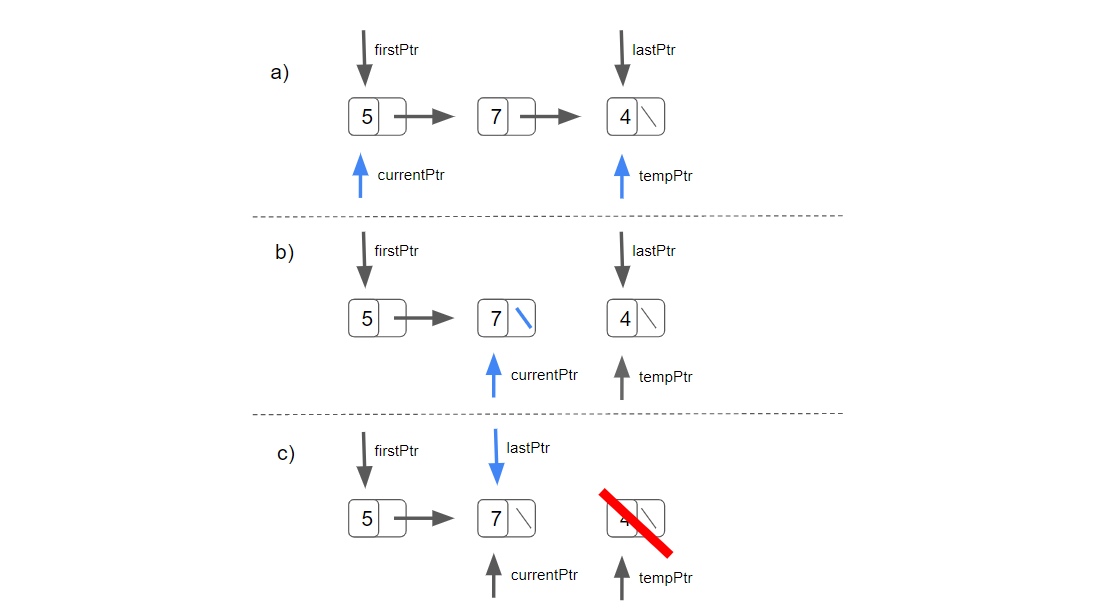 firstPtr lastPtr
a)
5 7 4
currentPtr tempPtr
b) firstPtr lastPtr
5 7 4
currentPtr tempPtr
c) firstPtr lastPtr
5 7 4
currentPtr tempPtr